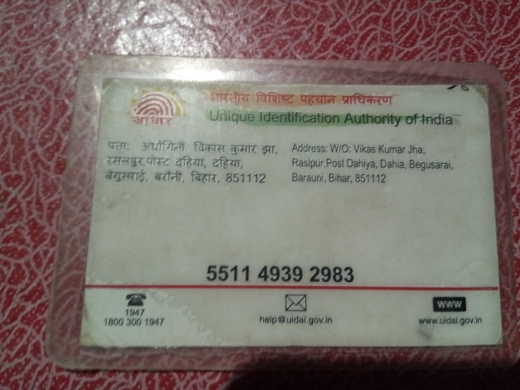 भारतीय विशिष्ट पहचान प्राधिकरण
Unique Identification Authority of India
आधार
पता: अर्धांगिनी विकास कुमार झा,
रसलपुर,पोस्ट दहिया, दहिया,
बेगुसराई, बरौनी, बिहार, 851112
Address: W/O: Vikas Kumar Jha,
Rasipur,Post Dahiya, Dahia, Begusarai,
Barauni, Bihar, 851112
5511 4939 2983
1947
1800 300 1947
help@uidai.gov.in
www
www.uidai.gov.in